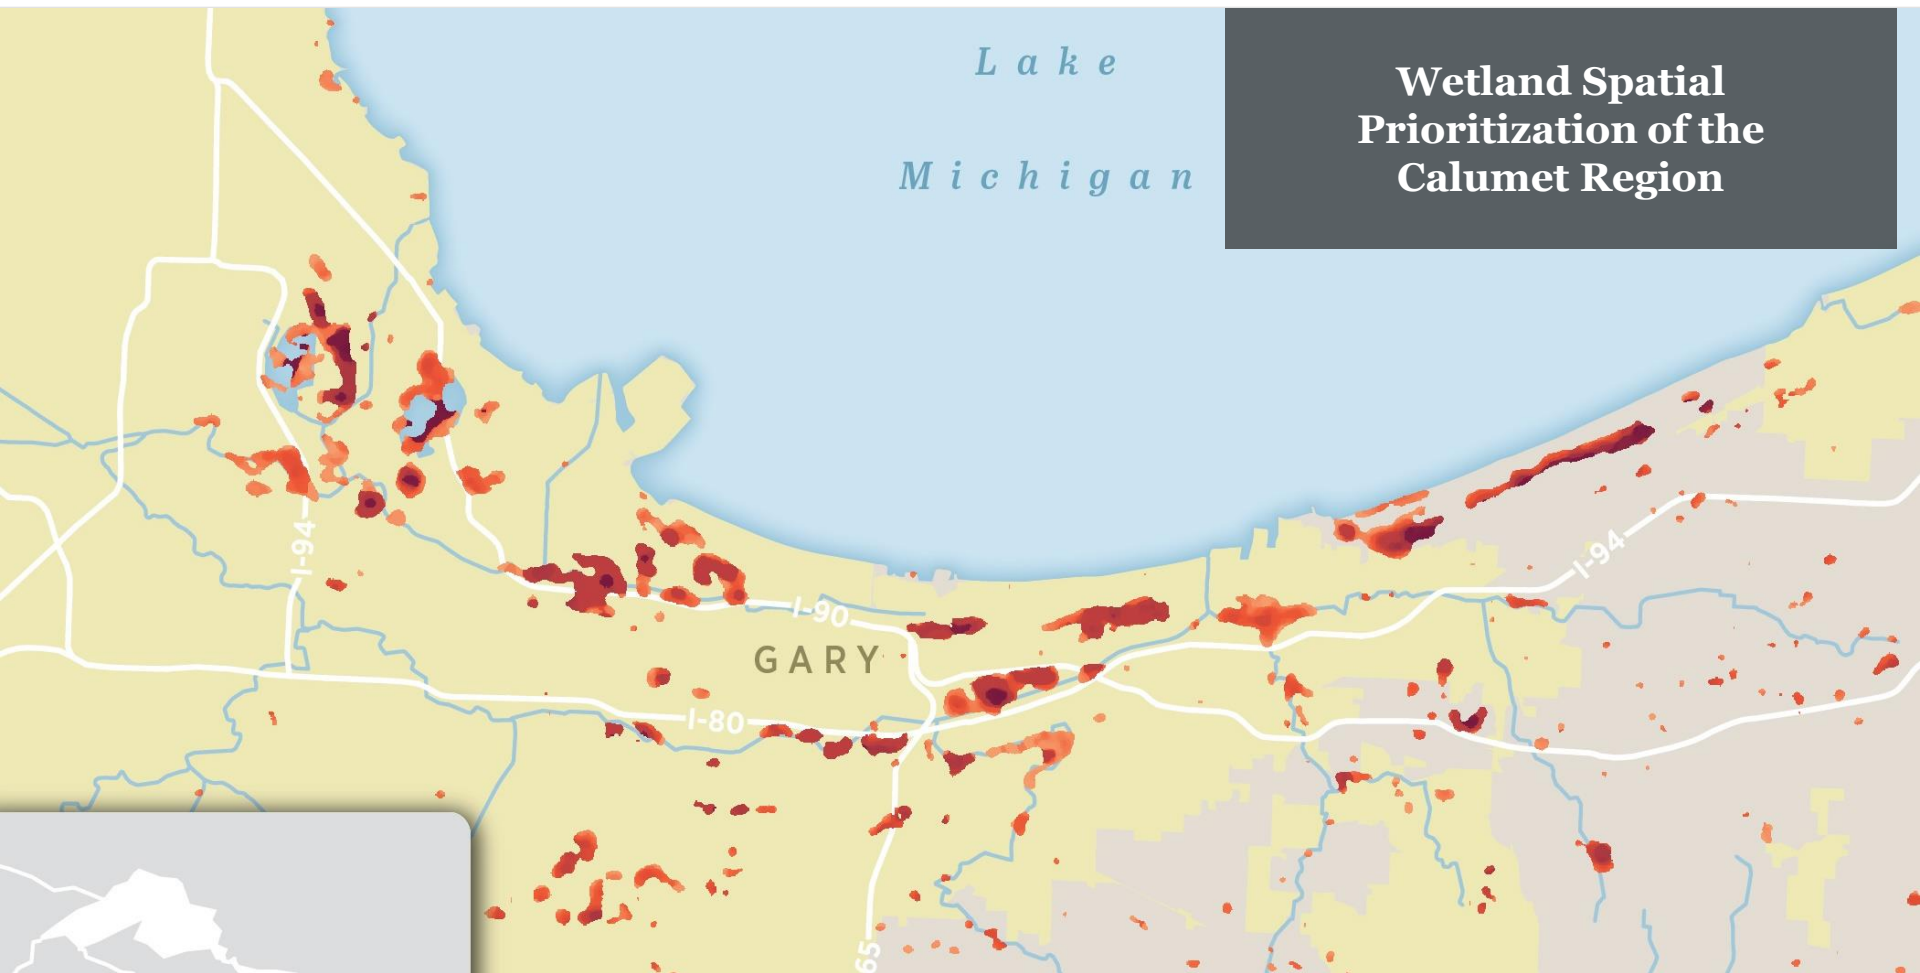 Lake
Michigan
Wetland Spatial
Prioritization of the
Calumet Region
I-94
I-94
I-90
GARY
I-80
65